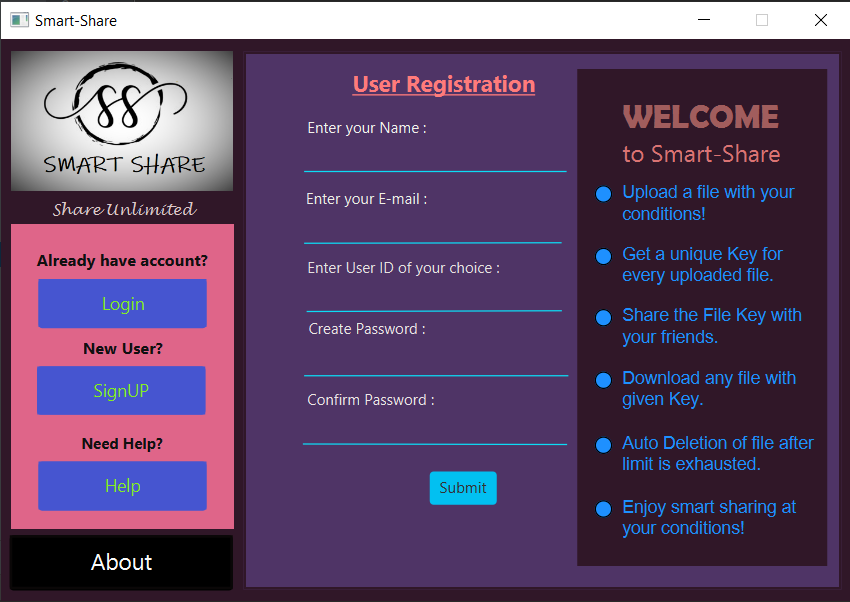 Smart-Share
SS
SMART SHARE
Share Unlimited
Already have account?
Login
New User?
SignUP
Need Help?
Help
About
User Registration
Enter your Name :
Enter your E-mail :
Enter User ID of your choice :
Create Password :
Confirm Password :
Submit
WELCOME
to Smart-Share
Upload a file with your
conditions!
Get a unique Key for
every uploaded file.
Share the File Key with
your friends.
Download any file with
given Key.
Auto Deletion of file after
limit is exhausted.
Enjoy smart sharing at
your conditions!